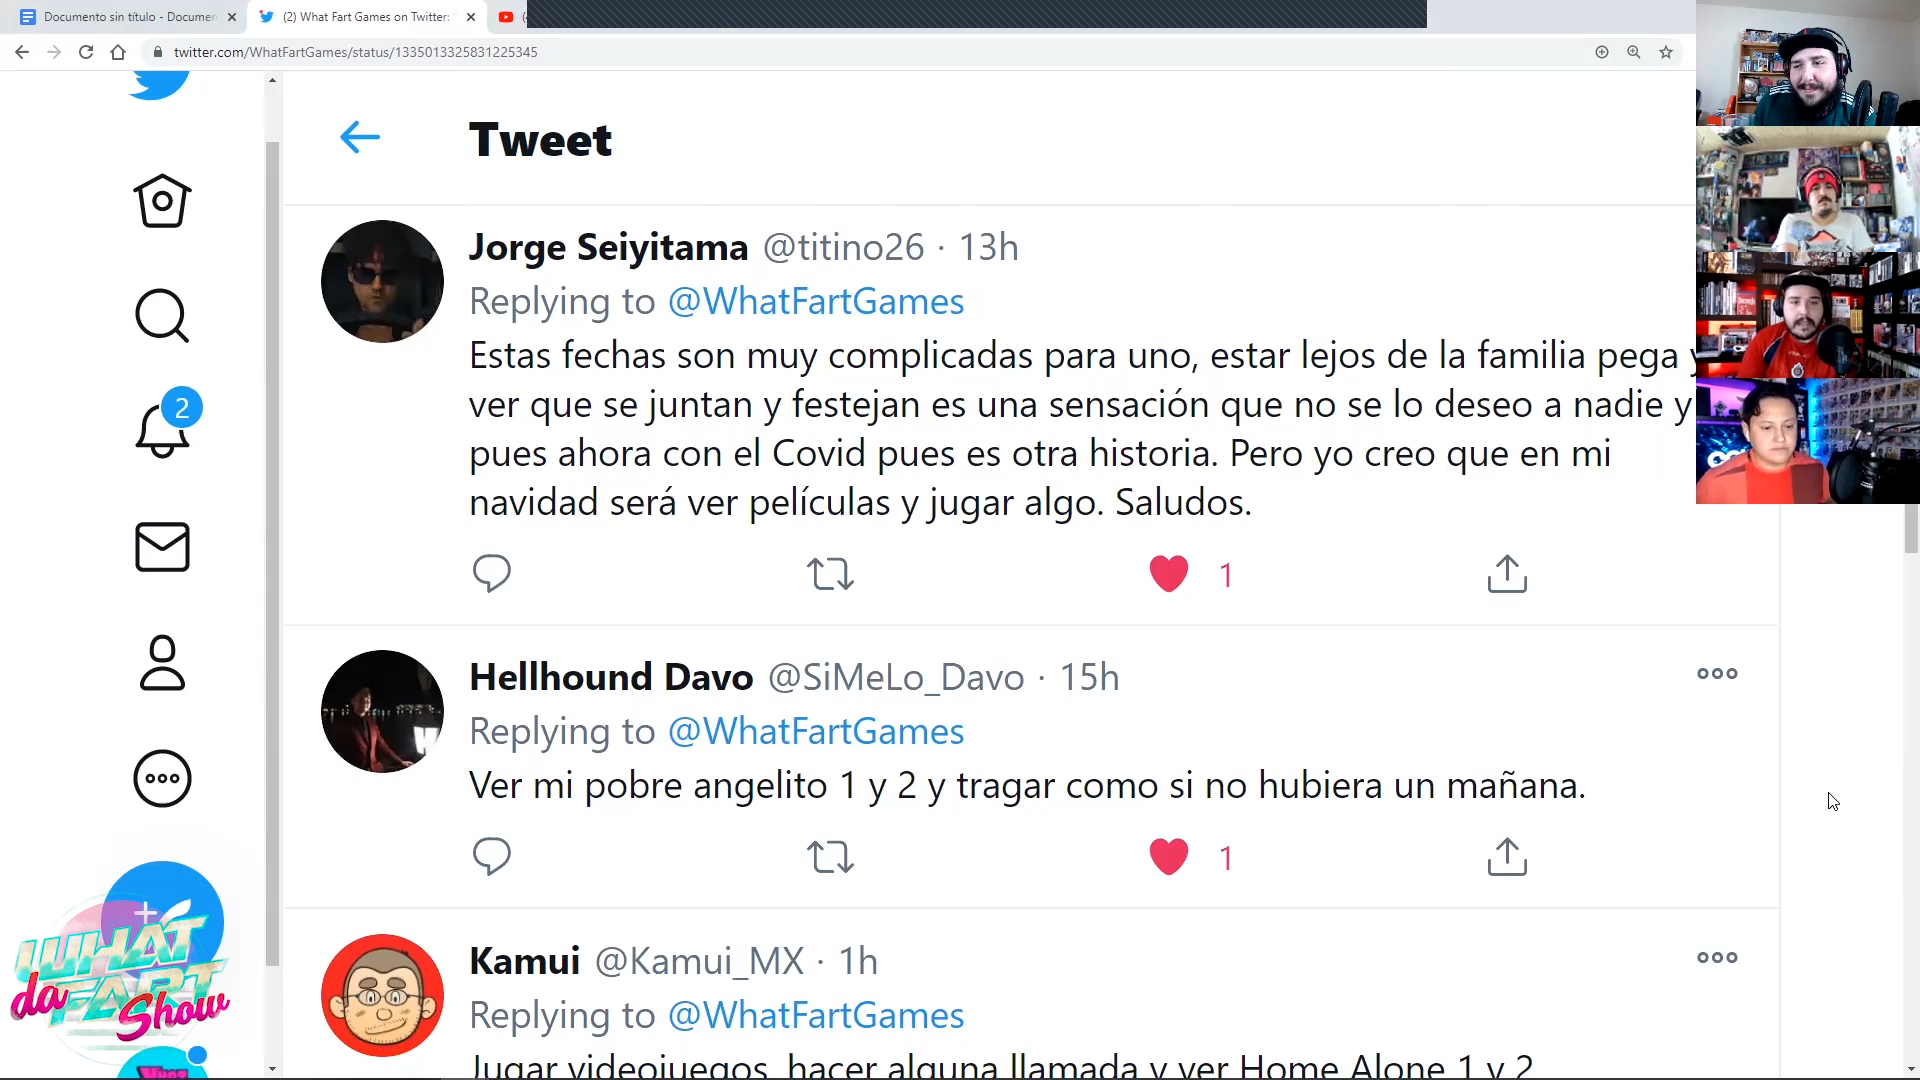 Documento sin título - Documen
(2) What Fart Games on Twitter:
twitter.com/WhatFartGames/status/1335013325831225345
Tweet
Jorge Seiyitama @titino26 · 13h
Replying to @WhatFartGames
Estas fechas son muy complicadas para uno, estar lejos de la familia pega y
ver que se juntan y festejan es una sensación que no se lo deseo a nadie y
pues ahora con el Covid pues es otra historia. Pero yo creo que en mi
navidad será ver películas y jugar algo. Saludos.
1
2
Hellhound Davo @SiMeLo_Davo · 15h
Replying to @WhatFartGames
Ver mi pobre angelito 1 y 2 y tragar como si no hubiera un mañana.
1
Kamui @Kamui_MX · 1h
Replying to @WhatFartGames
Jugar videojuegos, hacer alguna llamada y ver Home Alone 1 y 2
WHAT
da FART
Show